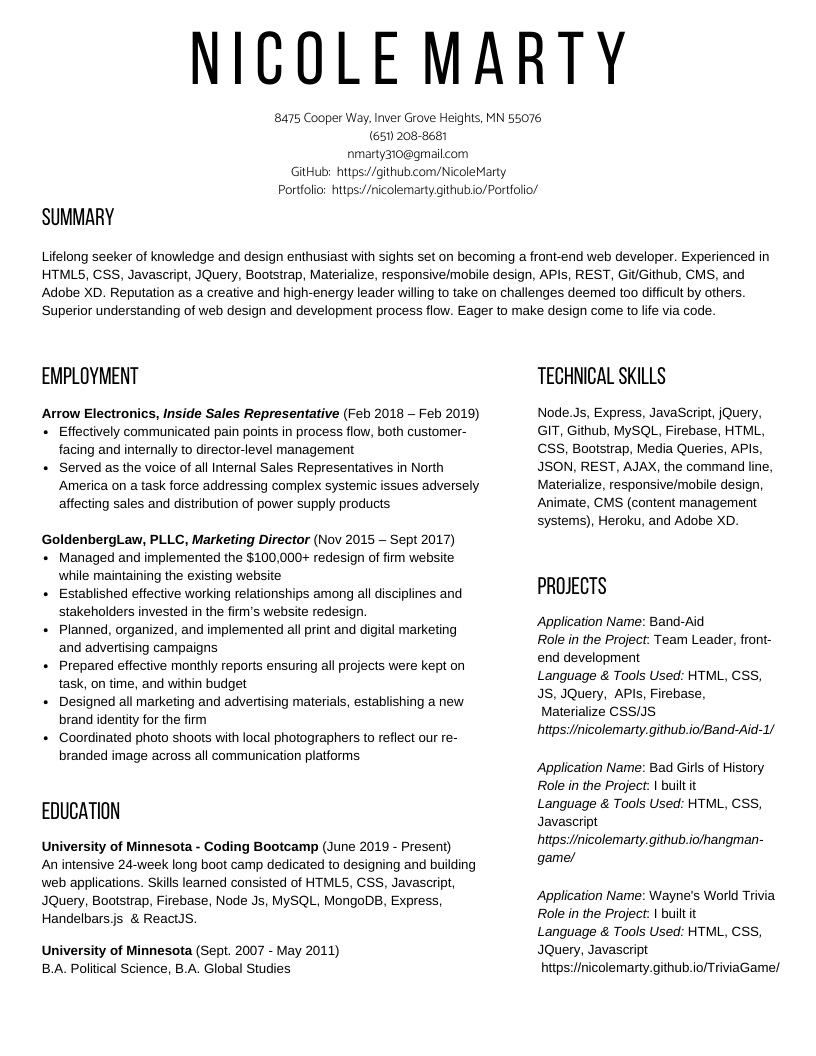 NICOLE MARTY
8475 Cooper Way, Inver Grove Heights, MN 55076
(651) 208-8681
nmarty310@gmail.com
GitHub:  https://github.com/NicoleMarty
Portfolio:  https://nicolemarty.github.io/Portfolio/
SUMMARY
Lifelong seeker of knowledge and design enthusiast with sights set on becoming a front-end web developer. Experienced in
HTML5, CSS, Javascript, JQuery, Bootstrap, Materialize, responsive/mobile design, APIs, REST, Git/Github, CMS, and
Adobe XD. Reputation as a creative and high-energy leader willing to take on challenges deemed too difficult by others.
Superior understanding of web design and development process flow. Eager to make design come to life via code.
EMPLOYMENT
Arrow Electronics, Inside Sales Representative (Feb 2018 – Feb 2019)
• Effectively communicated pain points in process flow, both customer-
facing and internally to director-level management
• Served as the voice of all Internal Sales Representatives in North
America on a task force addressing complex systemic issues adversely
affecting sales and distribution of power supply products
GoldenbergLaw, PLLC, Marketing Director (Nov 2015 – Sept 2017)
• Managed and implemented the $100,000+ redesign of firm website
while maintaining the existing website
• Established effective working relationships among all disciplines and
stakeholders invested in the firm's website redesign.
• Planned, organized, and implemented all print and digital marketing
and advertising campaigns
• Prepared effective monthly reports ensuring all projects were kept on
task, on time, and within budget
• Designed all marketing and advertising materials, establishing a new
brand identity for the firm
• Coordinated photo shoots with local photographers to reflect our re-
branded image across all communication platforms
EDUCATION
University of Minnesota - Coding Bootcamp (June 2019 - Present)
An intensive 24-week long boot camp dedicated to designing and building
web applications. Skills learned consisted of HTML5, CSS, Javascript,
JQuery, Bootstrap, Firebase, Node Js, MySQL, MongoDB, Express,
Handelbars.js  & ReactJS.
University of Minnesota (Sept. 2007 - May 2011)
B.A. Political Science, B.A. Global Studies
TECHNICAL SKILLS
Node.Js, Express, JavaScript, jQuery,
GIT, Github, MySQL, Firebase, HTML,
CSS, Bootstrap, Media Queries, APIs,
JSON, REST, AJAX, the command line,
Materialize, responsive/mobile design,
Animate, CMS (content management
systems), Heroku, and Adobe XD.
PROJECTS
Application Name: Band-Aid
Role in the Project: Team Leader, front-
end development
Language & Tools Used: HTML, CSS,
JS, JQuery,  APIs, Firebase,
Materialize CSS/JS
https://nicolemarty.github.io/Band-Aid-1/
Application Name: Bad Girls of History
Role in the Project: I built it
Language & Tools Used: HTML, CSS,
Javascript
https://nicolemarty.github.io/hangman-
game/
Application Name: Wayne's World Trivia
Role in the Project: I built it
Language & Tools Used: HTML, CSS,
JQuery, Javascript
https://nicolemarty.github.io/TriviaGame/